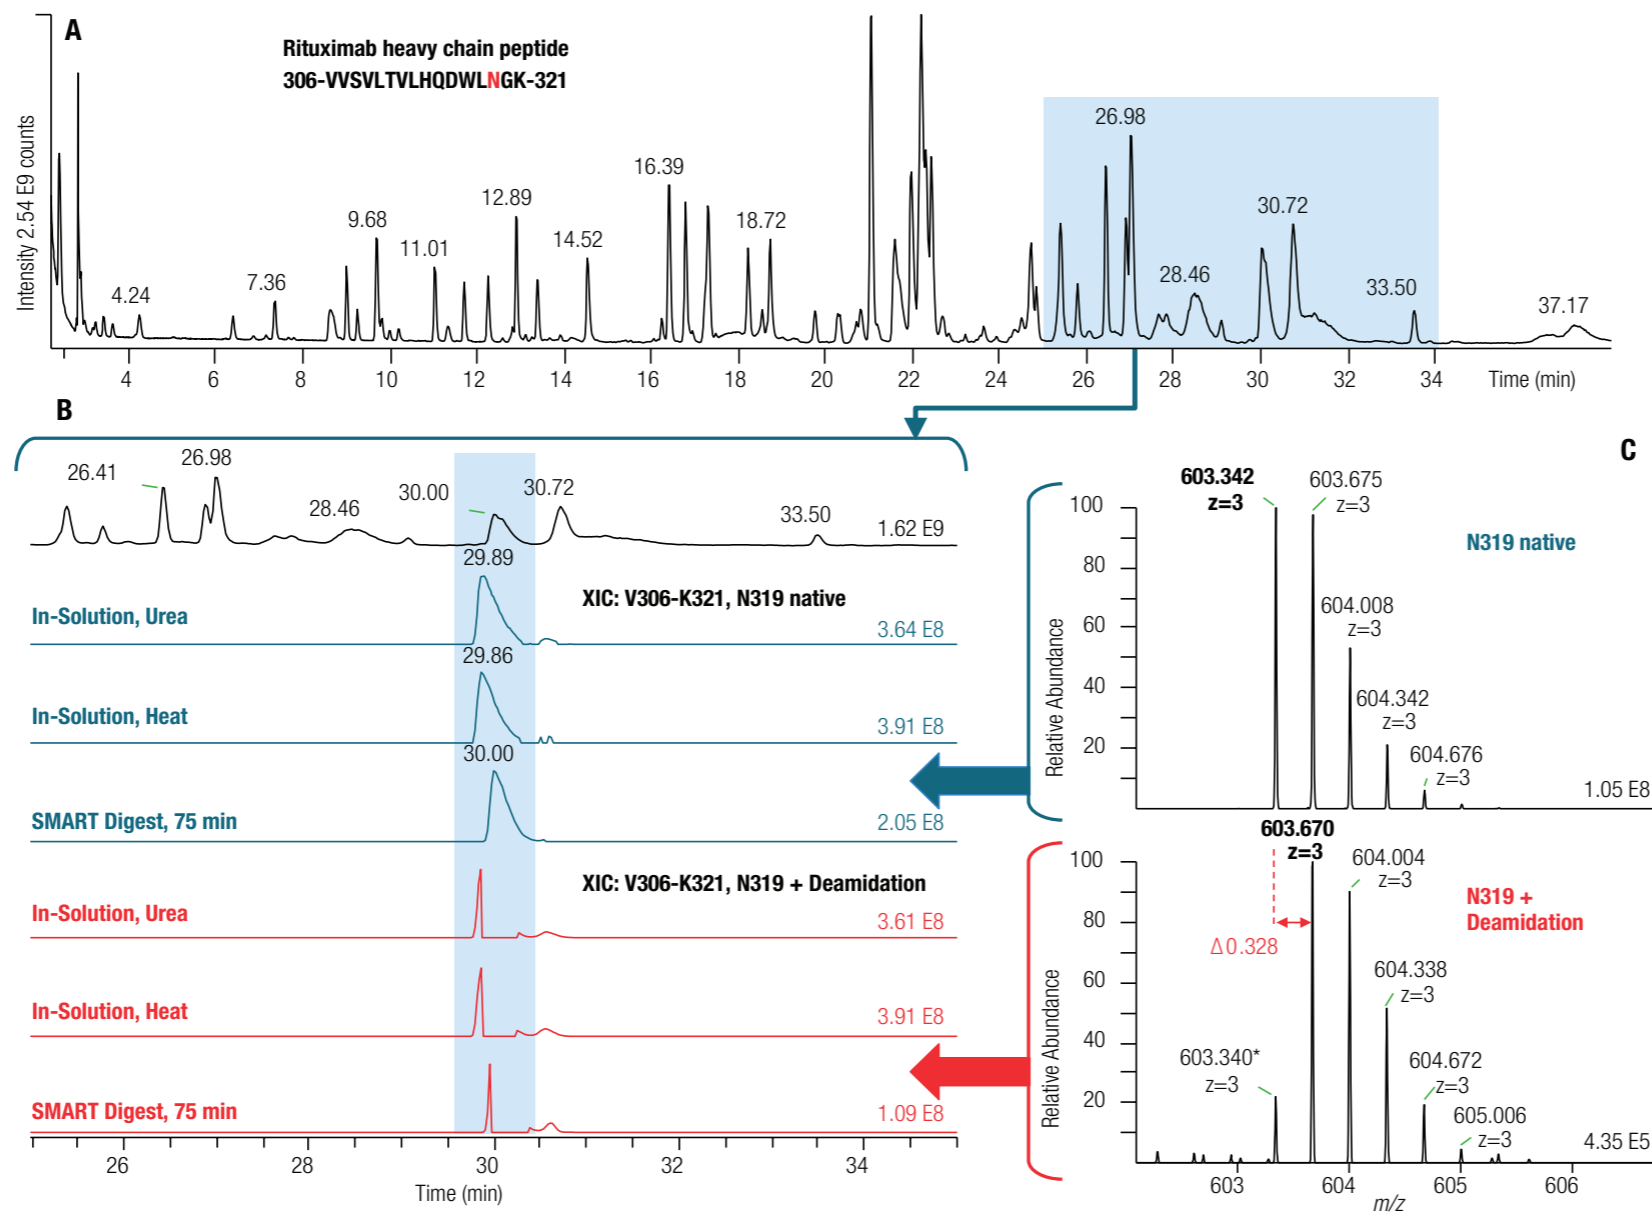 A
Rituximab heavy chain peptide
306-VVSVLTVLHQDWLNGK-321
Intensity 2.54 E9 counts
4.24
7.36
9.68
11.01
12.89
14.52
16.39
18.72
26.98
28.46
30.72
33.50
37.17
4 6 8 10 12 14 16 18 20 22 24 26 28 30 32 34 Time (min)
B
26.41
26.98
28.46
30.00
30.72
33.50
1.62 E9
29.89
In-Solution, Urea
XIC: V306-K321, N319 native
3.64 E8
29.86
In-Solution, Heat
3.91 E8
30.00
SMART Digest, 75 min
2.05 E8
XIC: V306-K321, N319 + Deamidation
In-Solution, Urea
3.61 E8
In-Solution, Heat
3.91 E8
SMART Digest, 75 min
1.09 E8
26 28 30 32 34
Time (min)
C
603.342
z=3
603.675
z=3
N319 native
604.008
z=3
604.342
z=3
604.676
z=3
1.05 E8
100
80
60
40
20
Relative Abundance
603.670
z=3
604.004
z=3
N319 +
Deamidation
Δ 0.328
604.338
z=3
603.340*
z=3
604.672
z=3
605.006
z=3
4.35 E5
100
80
60
40
20
Relative Abundance
603 604 605 606
m/z